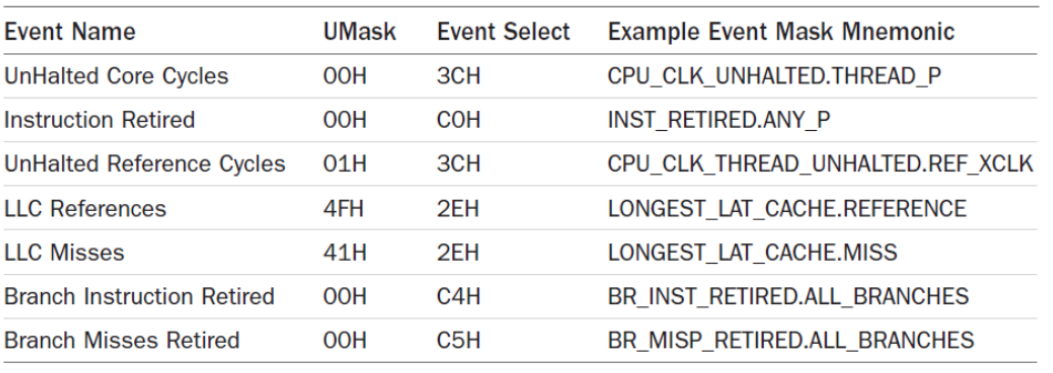 Event Name UMask Event Select Example Event Mask Mnemonic
UnHalted Core Cycles 00H 3CH CPU_CLK_UNHALTED.THREAD_P
Instruction Retired 00H C0H INST_RETIRED.ANY_P
UnHalted Reference Cycles 01H 3CH CPU_CLK_THREAD_UNHALTED.REF_XCLK
LLC References 4FH 2EH LONGEST_LAT_CACHE.REFERENCE
LLC Misses 41H 2EH LONGEST_LAT_CACHE.MISS
Branch Instruction Retired 00H C4H BR_INST_RETIRED.ALL_BRANCHES
Branch Misses Retired 00H C5H BR_MISP_RETIRED.ALL_BRANCHES